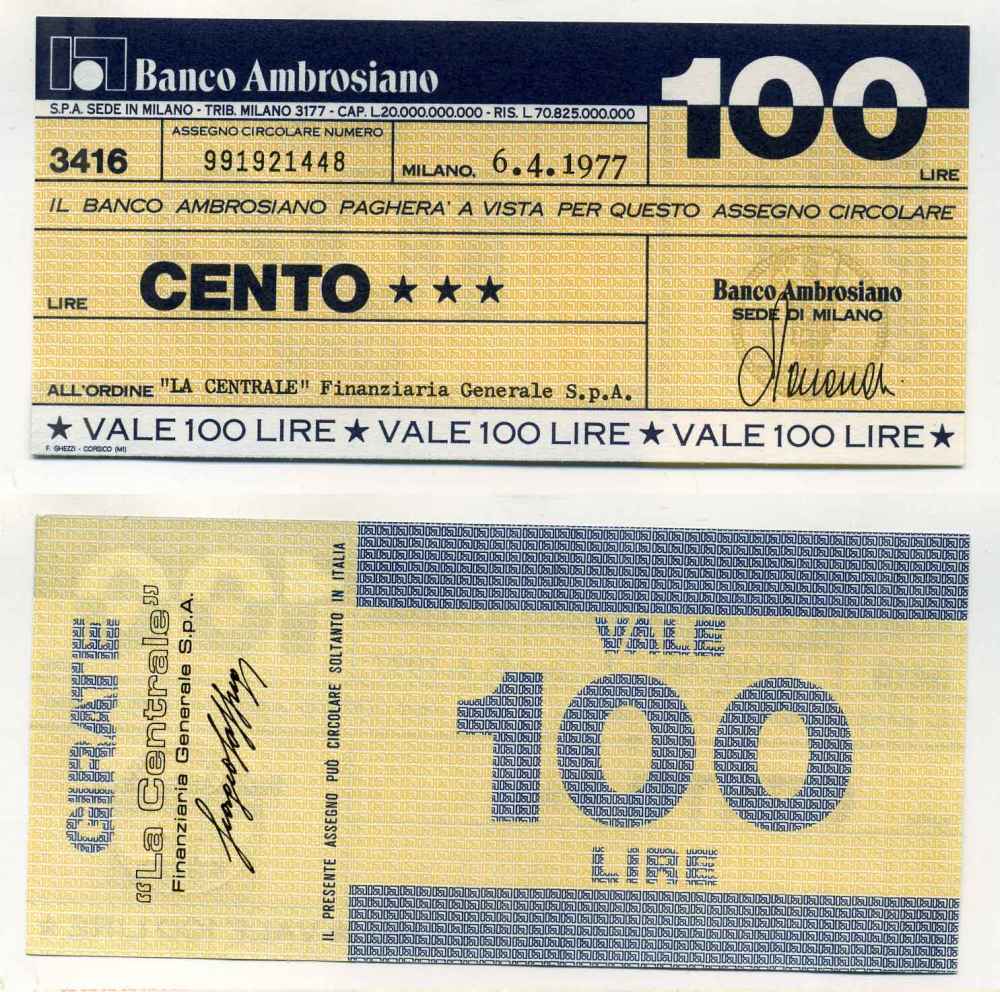 Banco Ambrosiano
S.P.A. SEDE IN MILANO - TRIB. MILANO 3177 - CAP. L.20.000.000.000 - RIS. L.70.825.000.000
100
LIRE
3416
ASSEGNO CIRCOLARE NUMERO
991921448
MILANO, 6.4.1977
IL BANCO AMBROSIANO PAGHERA' A VISTA PER QUESTO ASSEGNO CIRCOLARE
LIRE CENTO ★★★
Banco Ambrosiano
SEDE DI MILANO
ALL'ORDINE "LA CENTRALE" Finanziaria Generale S.p.A.
★ VALE 100 LIRE ★ VALE 100 LIRE ★ VALE 100 LIRE ★
F. GHEZZI - CORSICO (MI)
GIRATE
"La Centrale"
Finanziaria Generale S.p.A.
IL PRESENTE ASSEGNO PUÒ CIRCOLARE SOLTANTO IN ITALIA
VALE
100
LIRE